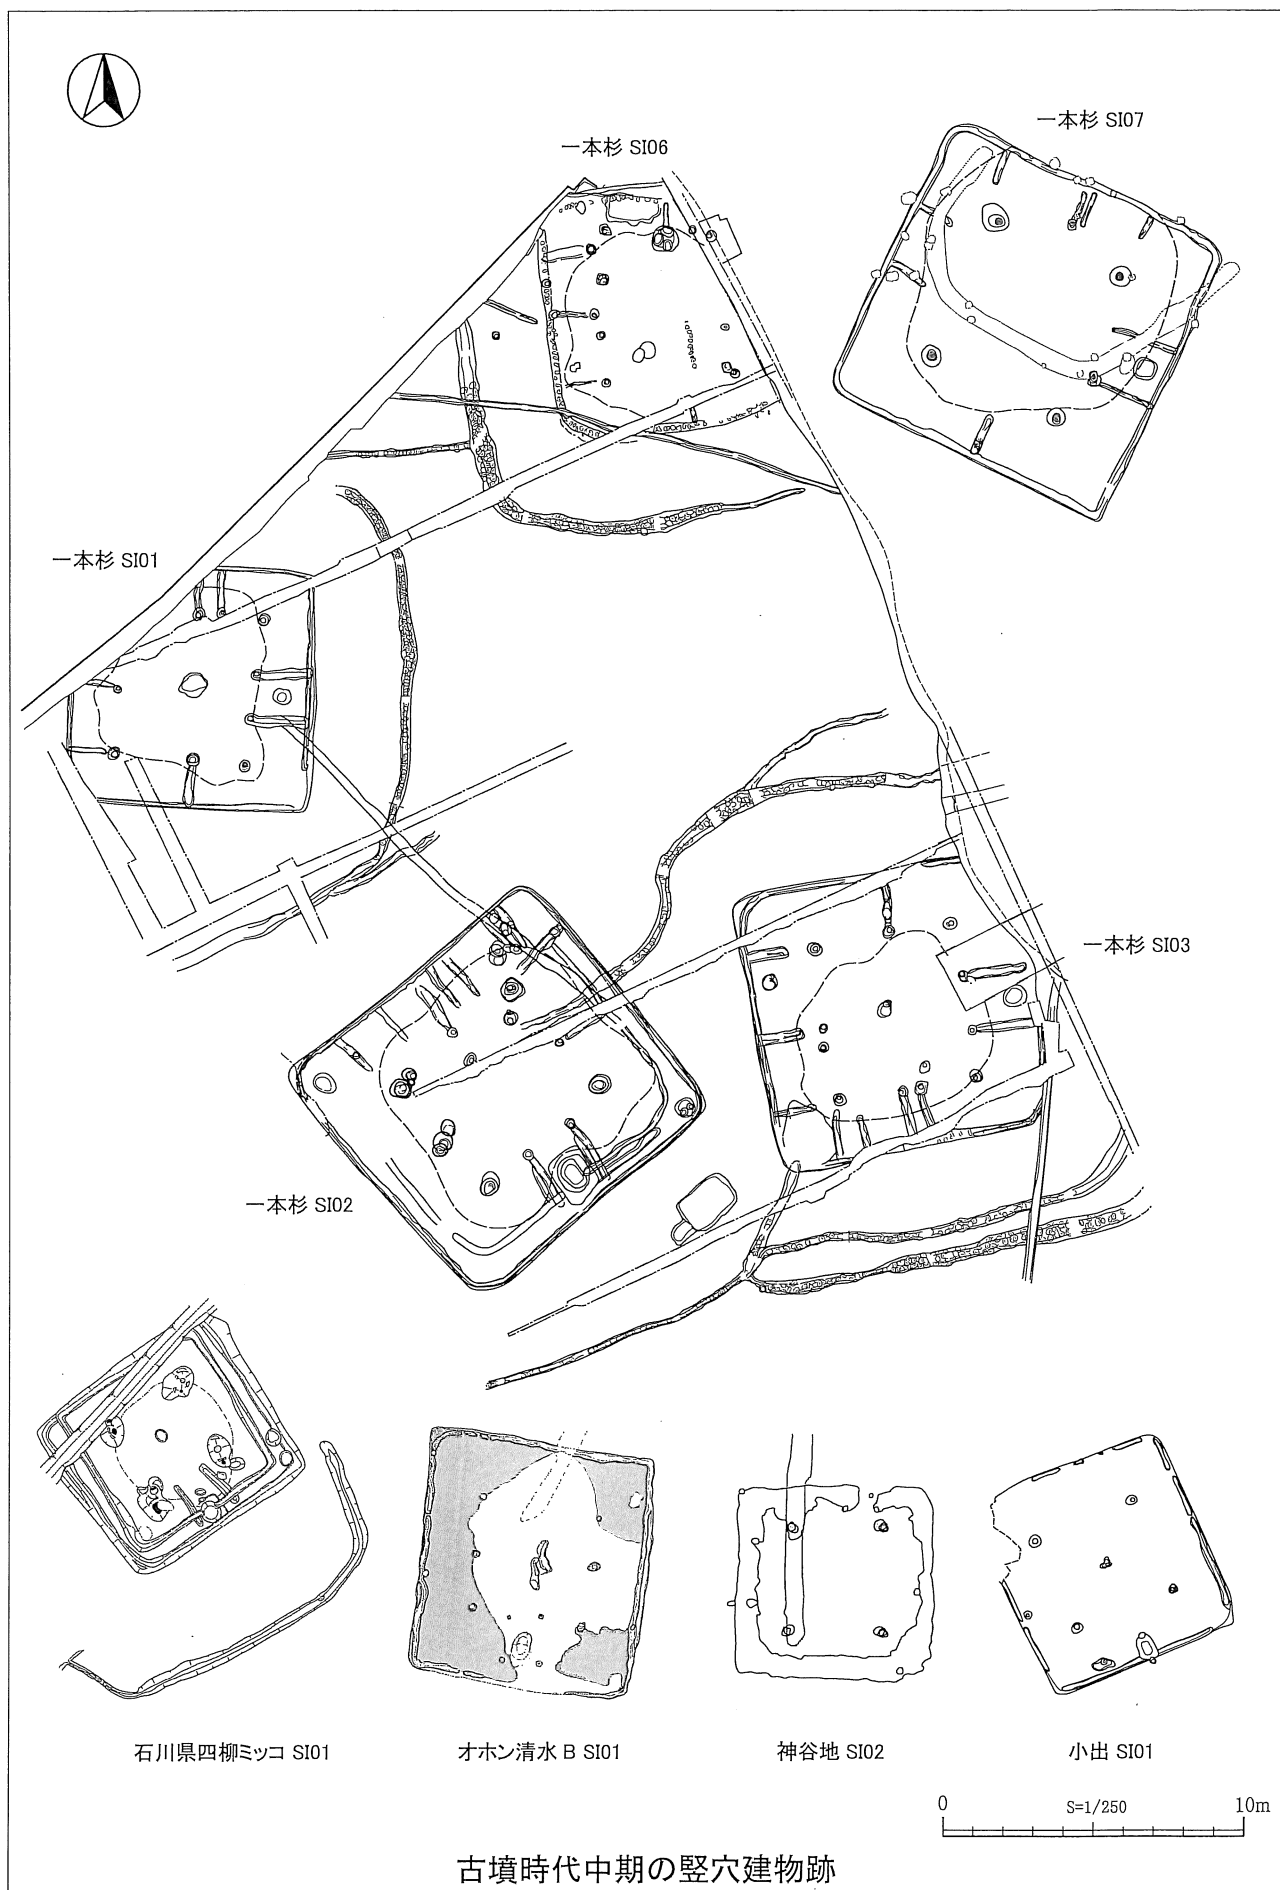 一本杉 SI07
一本杉 SI06
一本杉 SI01
一本杉 SI03
一本杉 SI02
石川県四柳ミッコ SI01
オホン清水 B SI01
神谷地 SI02
小出 SI01
0 S=1/250 10m
古墳時代中期の竪穴建物跡